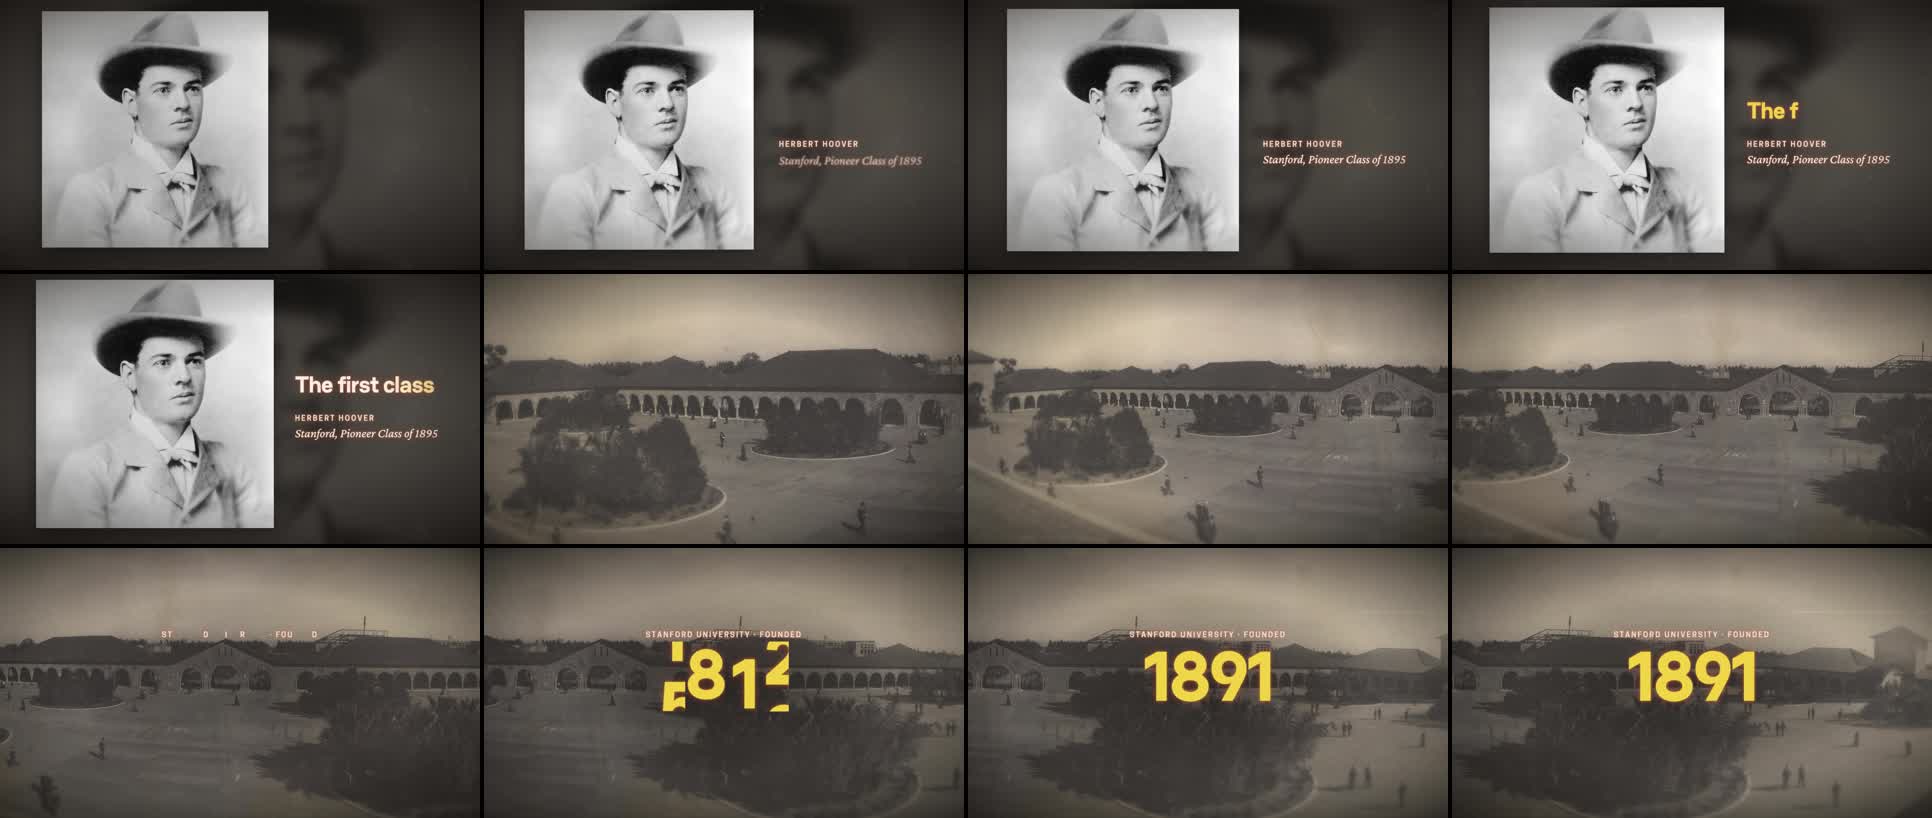 HERBERT HOOVER
Stanford, Pioneer Class of 1895
HERBERT HOOVER
Stanford, Pioneer Class of 1895
The f
HERBERT HOOVER
Stanford, Pioneer Class of 1895
The first class
HERBERT HOOVER
Stanford, Pioneer Class of 1895
ST D I R · FOU D
STANFORD UNIVERSITY · FOUNDED
STANFORD UNIVERSITY · FOUNDED
1891
STANFORD UNIVERSITY · FOUNDED
1891